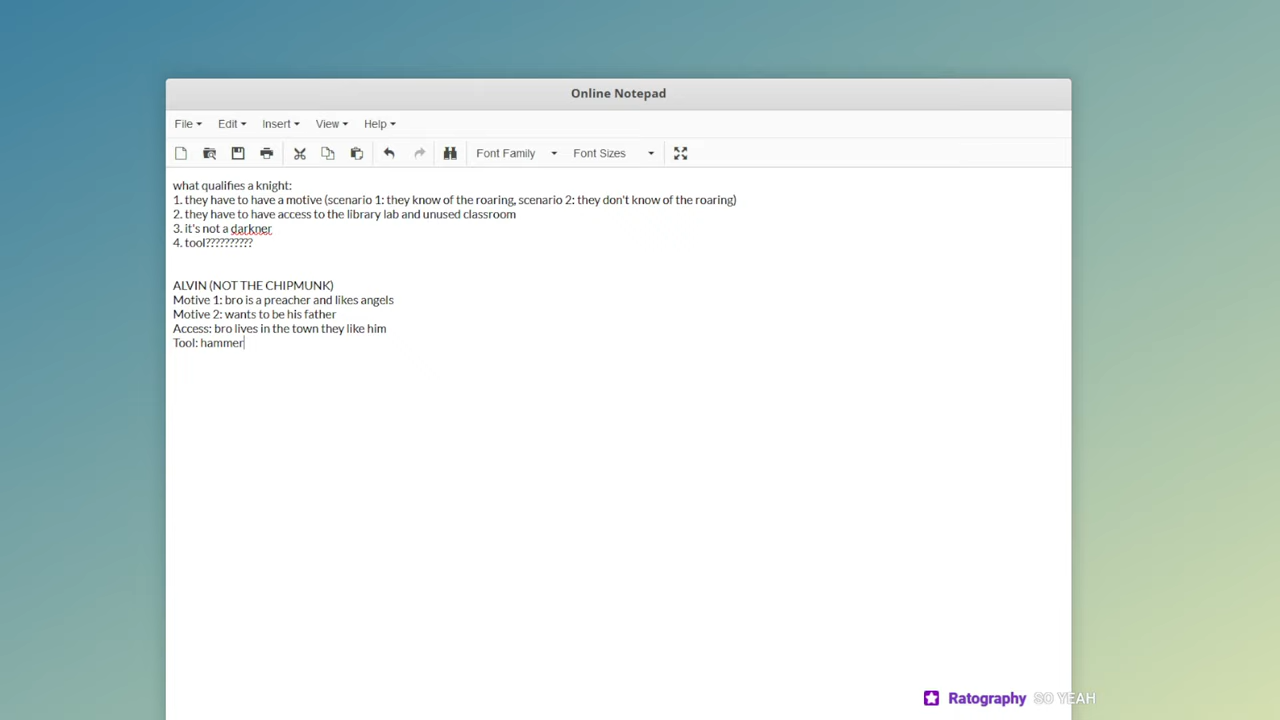 Online Notepad
File Edit Insert View Help
Font Family Font Sizes
what qualifies a knight:
1. they have to have a motive (scenario 1: they know of the roaring, scenario 2: they don't know of the roaring)
2. they have to have access to the library lab and unused classroom
3. it's not a darkner
4. tool??????????
ALVIN (NOT THE CHIPMUNK)
Motive 1: bro is a preacher and likes angels
Motive 2: wants to be his father
Access: bro lives in the town they like him
Tool: hammer
Ratography SO YEAH